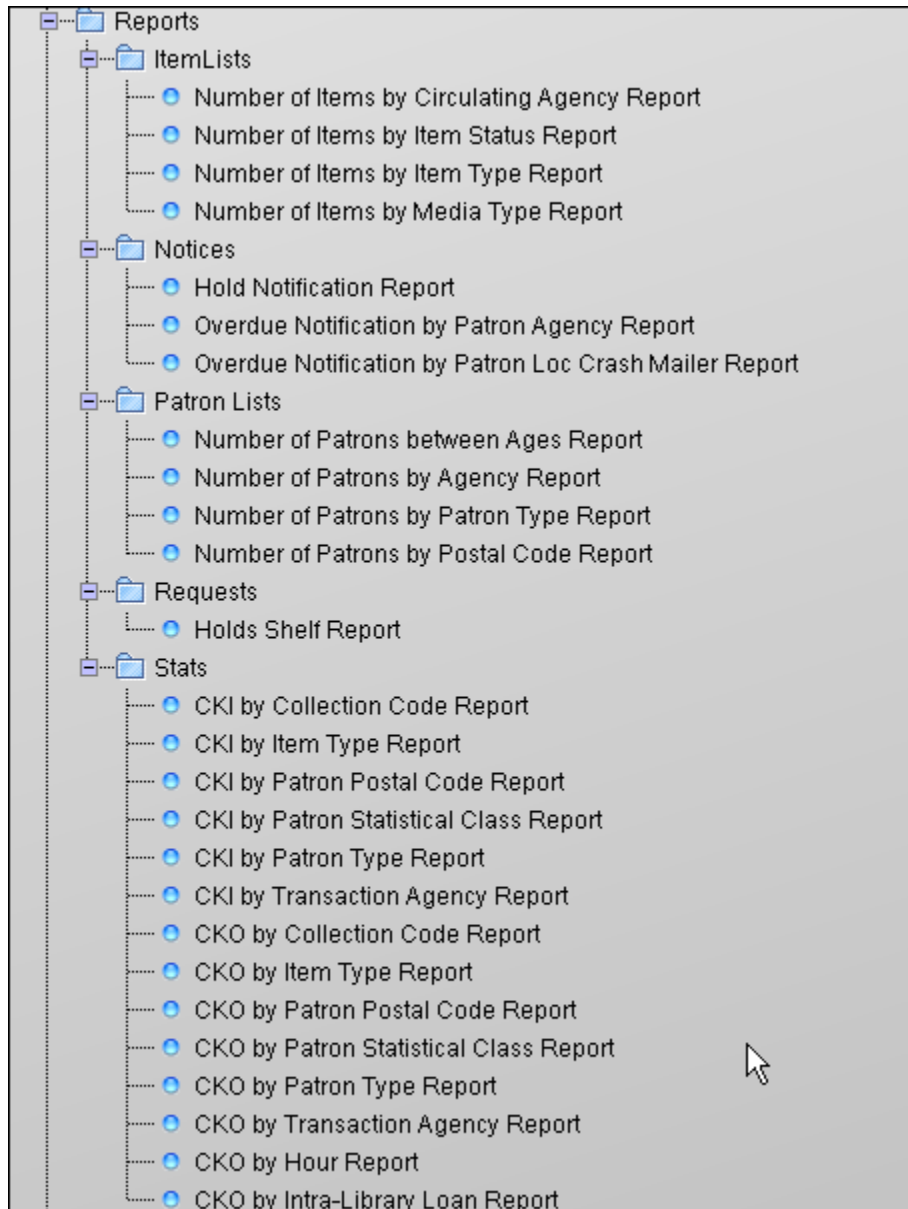 Reports
ItemLists
Number of Items by Circulating Agency Report
Number of Items by Item Status Report
Number of Items by Item Type Report
Number of Items by Media Type Report
Notices
Hold Notification Report
Overdue Notification by Patron Agency Report
Overdue Notification by Patron Loc Crash Mailer Report
Patron Lists
Number of Patrons between Ages Report
Number of Patrons by Agency Report
Number of Patrons by Patron Type Report
Number of Patrons by Postal Code Report
Requests
Holds Shelf Report
Stats
CKI by Collection Code Report
CKI by Item Type Report
CKI by Patron Postal Code Report
CKI by Patron Statistical Class Report
CKI by Patron Type Report
CKI by Transaction Agency Report
CKO by Collection Code Report
CKO by Item Type Report
CKO by Patron Postal Code Report
CKO by Patron Statistical Class Report
CKO by Patron Type Report
CKO by Transaction Agency Report
CKO by Hour Report
CKO by Intra-Library Loan Report